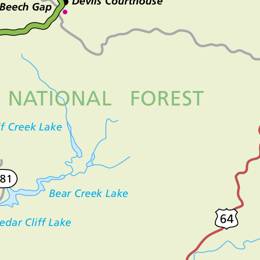 Devils Courthouse
Beech Gap
NATIONAL FOREST
f Creek Lake
81
Bear Creek Lake
64
edar Cliff Lake